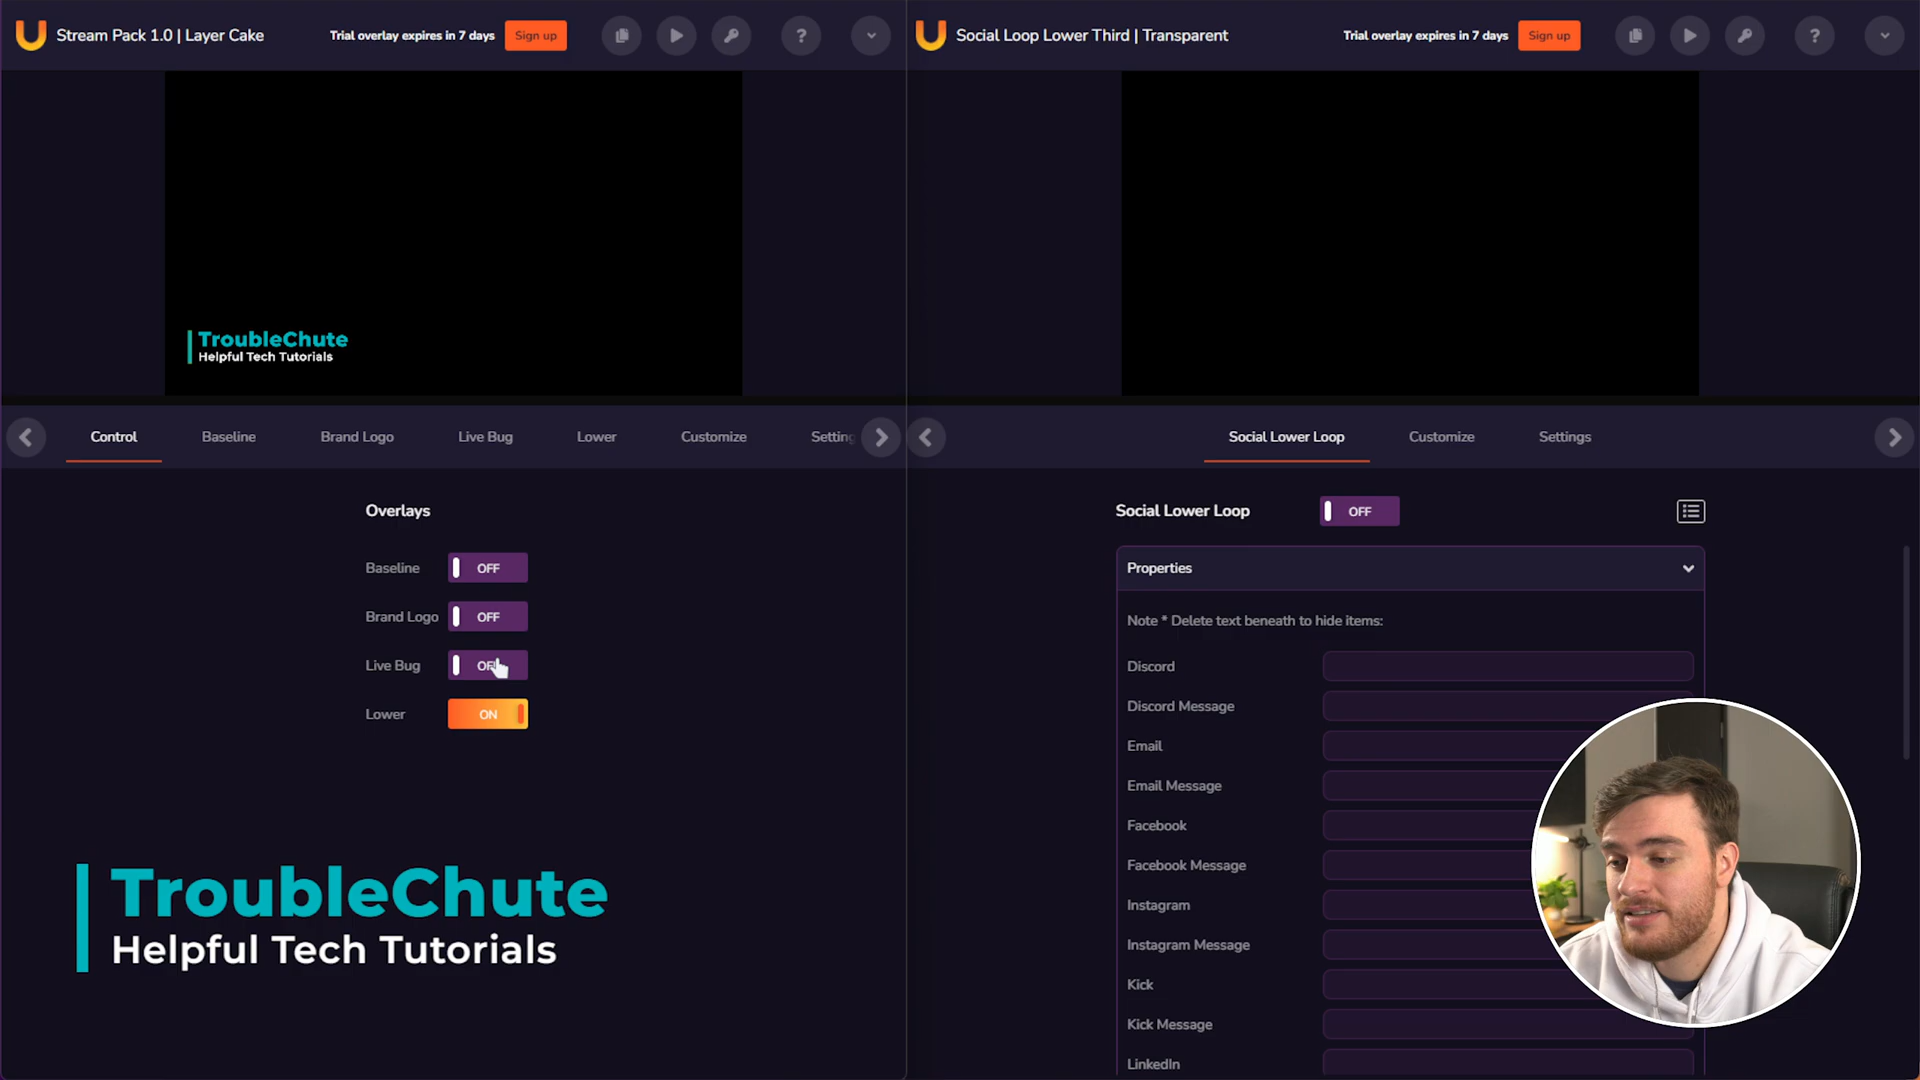 Stream Pack 1.0 | Layer Cake
Trial overlay expires in 7 days
Sign up
?
TroubleChute
Helpful Tech Tutorials
Control
Baseline
Brand Logo
Live Bug
Lower
Customize
Setting
Overlays
Baseline
OFF
Brand Logo
OFF
Live Bug
OFF
Lower
ON
TroubleChute
Helpful Tech Tutorials
Social Loop Lower Third | Transparent
Trial overlay expires in 7 days
Sign up
?
Social Lower Loop
Customize
Settings
Social Lower Loop
OFF
Properties
Note * Delete text beneath to hide items:
Discord
Discord Message
Email
Email Message
Facebook
Facebook Message
Instagram
Instagram Message
Kick
Kick Message
LinkedIn